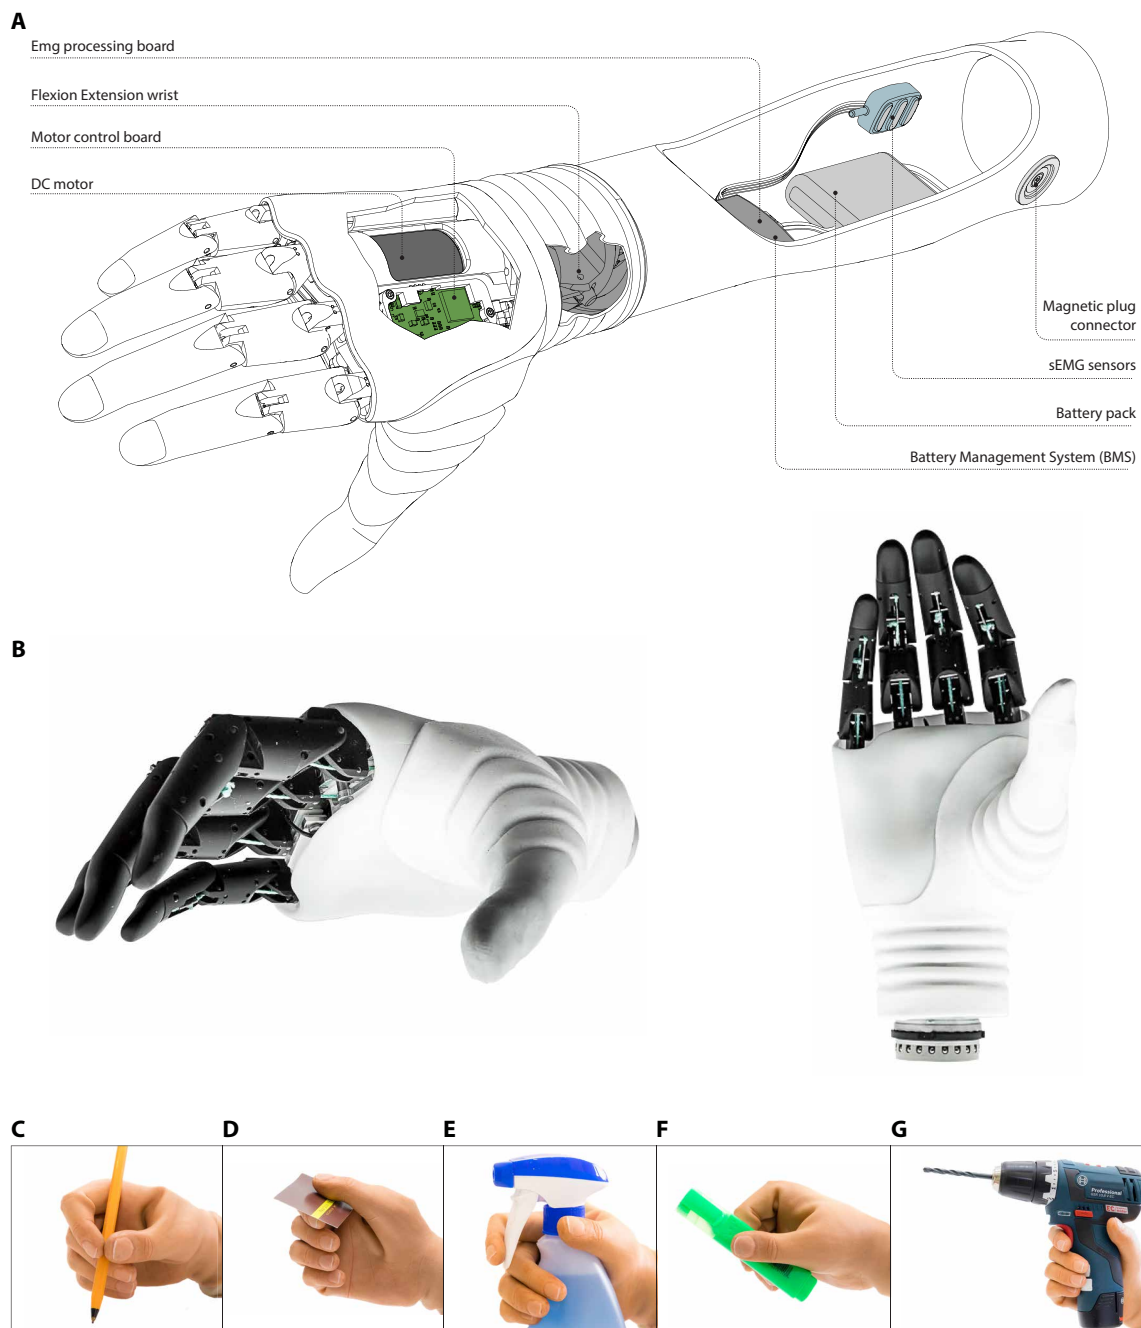 A
Emg processing board
Flexion Extension wrist
Motor control board
DC motor
Magnetic plug
connector
sEMG sensors
Battery pack
Battery Management System (BMS)
B
C
D
E
F
G
BOSCH
Professional